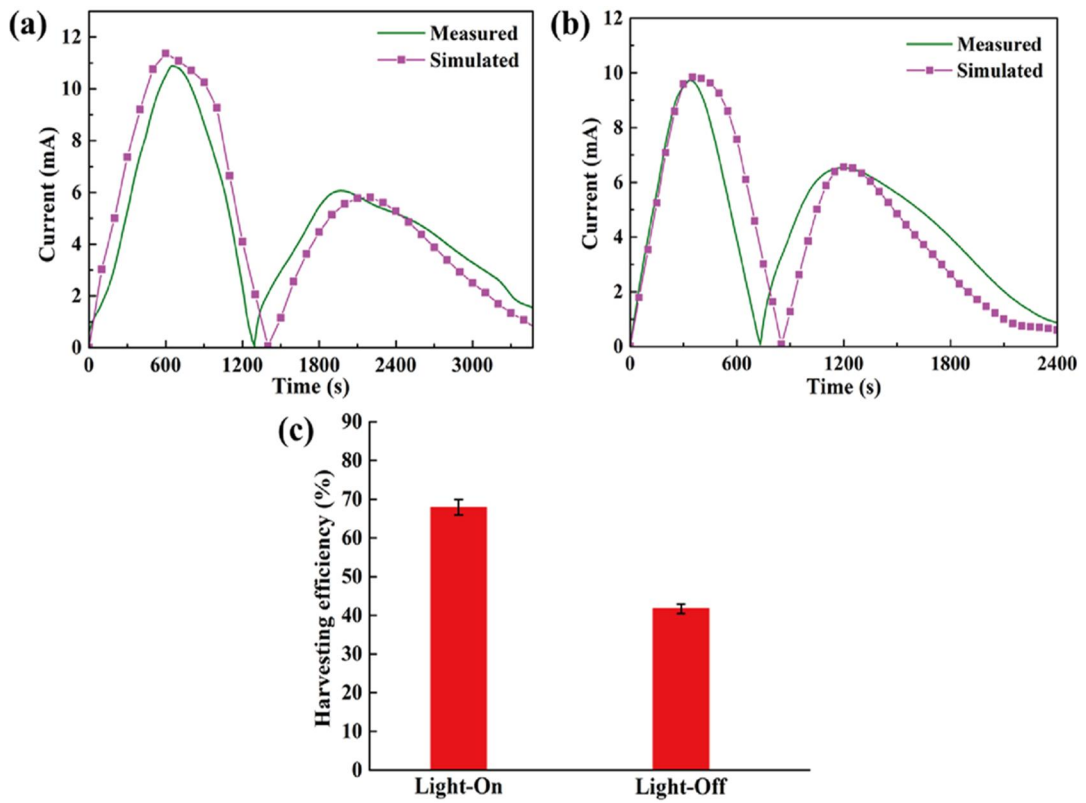 (a)
Measured
Simulated
Current (mA)
12
10
8
6
4
2
0
0 600 1200 1800 2400 3000
Time (s)
(b)
Measured
Simulated
Current (mA)
12
10
8
6
4
2
0
0 600 1200 1800 2400
Time (s)
(c)
Harvesting efficiency (%)
90
80
70
60
50
40
30
20
10
0
Light-On Light-Off